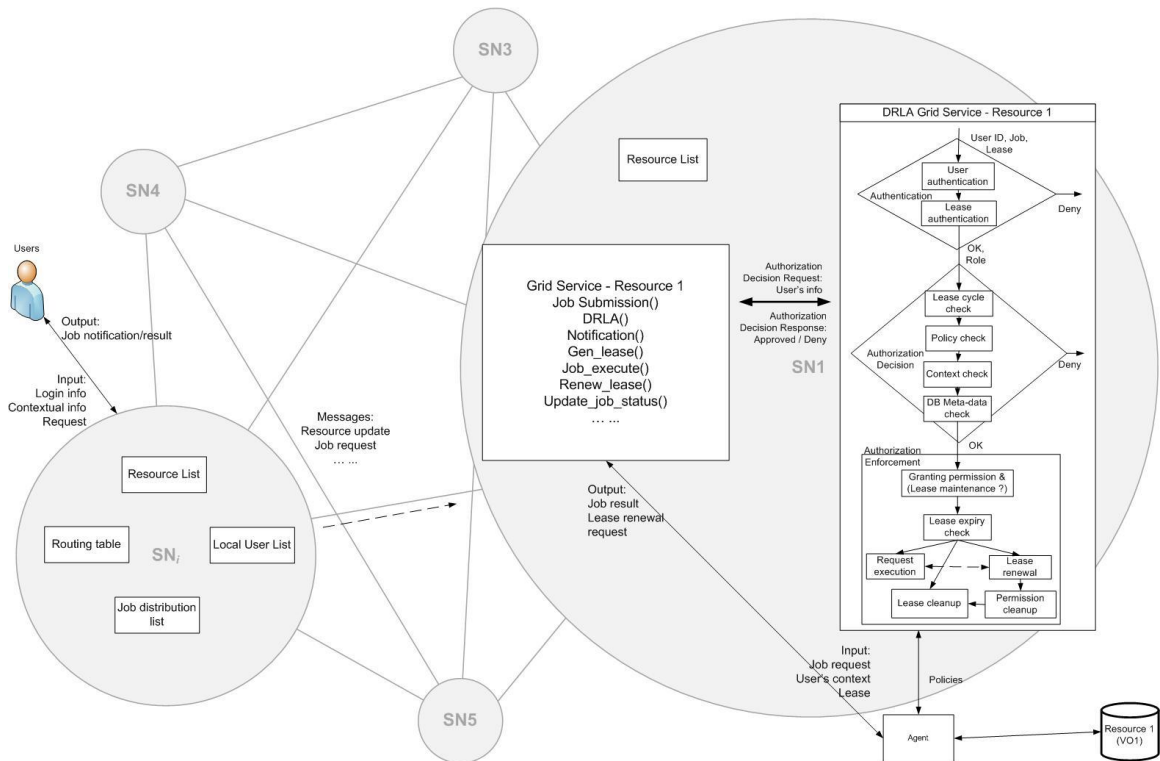 SN3
SN4
Users
Output:
Job notification/result
Input:
Login info
Contextual info
Request
Messages:
Resource update
Job request
... ...
Resource List
Routing table
SNi
Local User List
Job distribution
list
SN5
Resource List
Grid Service - Resource 1
Job Submission()
DRLA()
Notification()
Gen_lease()
Job_execute()
Renew_lease()
Update_job_status()
... ...
Authorization
Decision Request:
User's info
Authorization
Decision Response:
Approved / Deny
SN1
Output:
Job result
Lease renewal
request
Input:
Job request
User's context
Lease
DRLA Grid Service - Resource 1
User ID, Job,
Lease
User
authentication
Authentication
Lease
authentication
Deny
OK,
Role
Lease cycle
check
Policy check
Authorization
Decision
Context check
Deny
DB Meta-data
check
OK
Authorization
Enforcement
Granting permission &
(Lease maintenance ?)
Lease expiry
check
Request
execution
Lease
renewal
Lease cleanup
Permission
cleanup
Policies
Agent
Resource 1
(VO1)